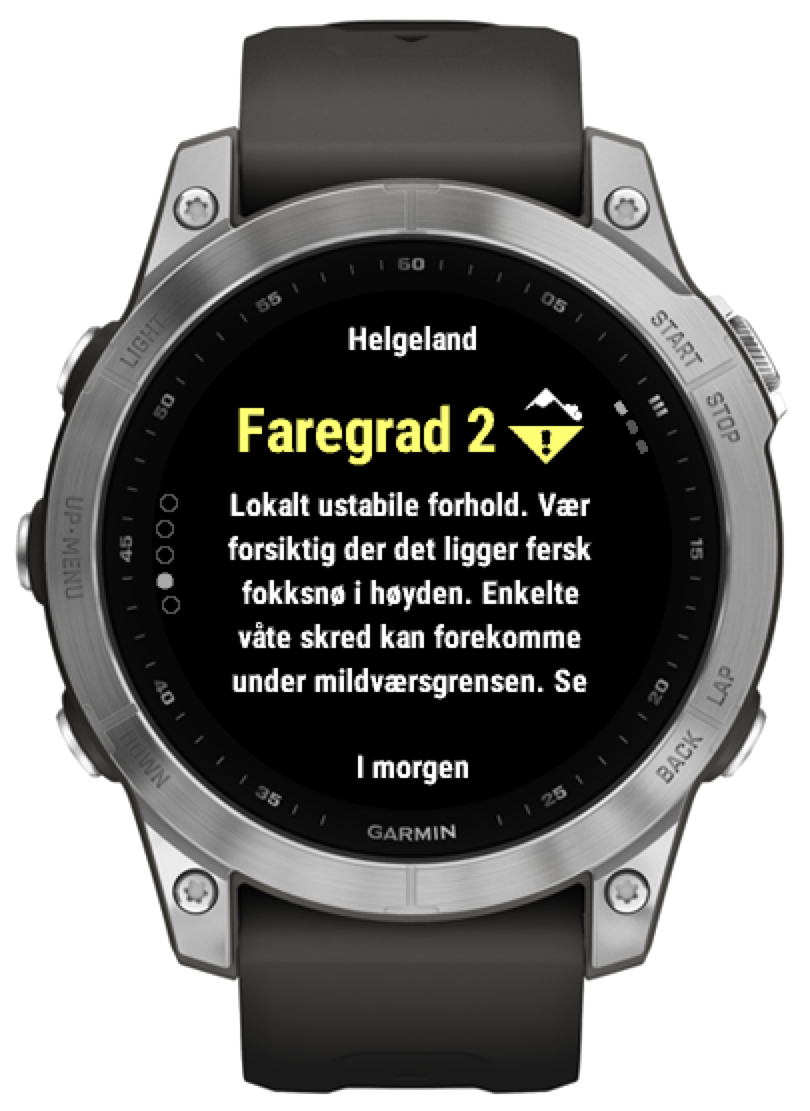 60
55
05
LIGHT
START
Helgeland
50
STOP
Faregrad 2
Lokalt ustabile forhold. Vær
forsiktig der det ligger fersk
fokksnø i høyden. Enkelte
våte skred kan forekomme
under mildværsgrensen. Se
UP·MENU
45
15
40
20
LAP
DOWN
BACK
I morgen
35
25
GARMIN